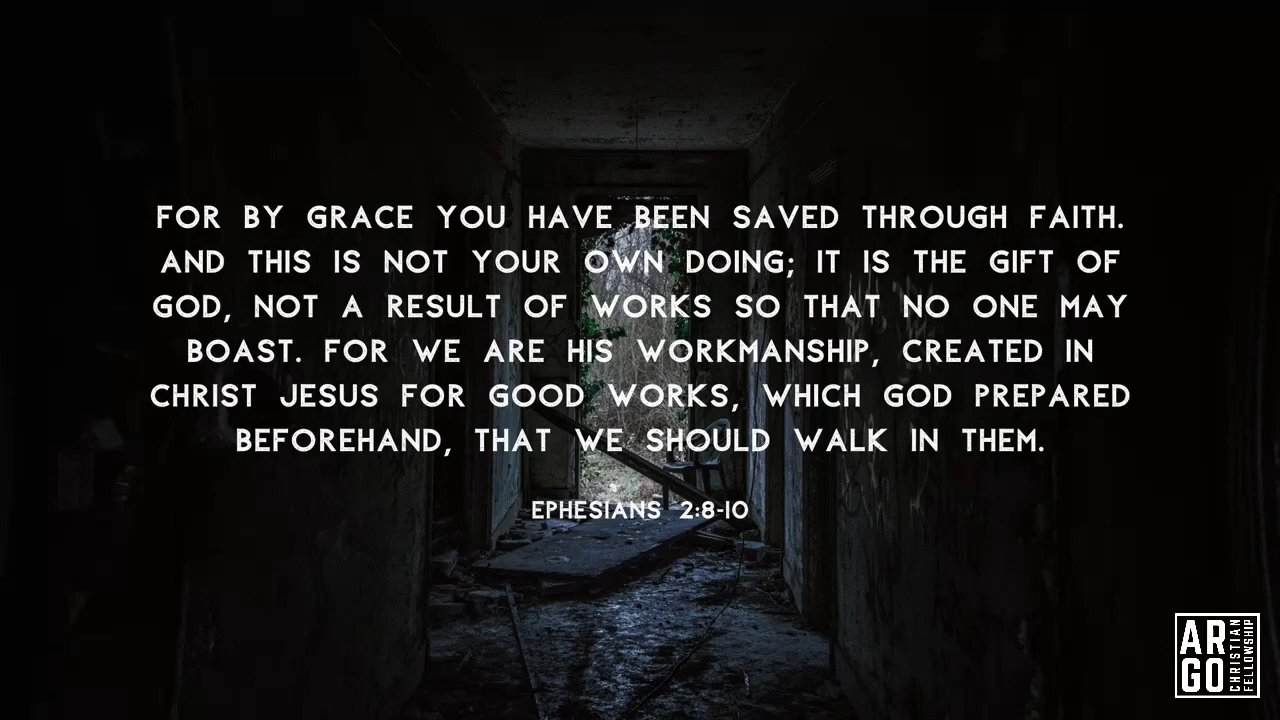 FOR BY GRACE YOU HAVE BEEN SAVED THROUGH FAITH.
AND THIS IS NOT YOUR OWN DOING; IT IS THE GIFT OF
GOD, NOT A RESULT OF WORKS SO THAT NO ONE MAY
BOAST. FOR WE ARE HIS WORKMANSHIP, CREATED IN
CHRIST JESUS FOR GOOD WORKS, WHICH GOD PREPARED
BEFOREHAND, THAT WE SHOULD WALK IN THEM.
EPHESIANS 2:8-10
ARGO
CHRISTIAN
FELLOWSHIP